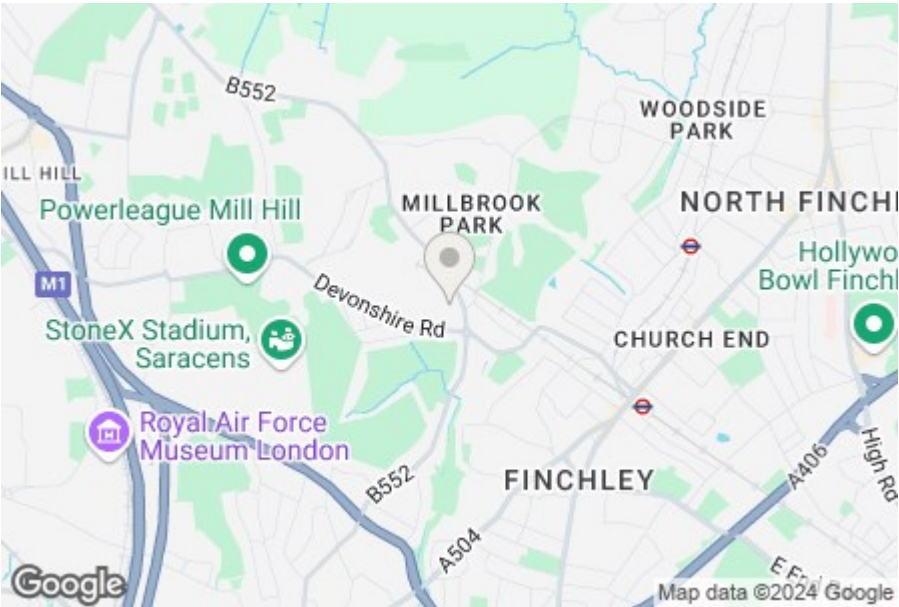 B552
WOODSIDE
PARK
ILL HILL
MILLBROOK
PARK
NORTH FINCH
Powerleague Mill Hill
Hollywo
Bowl Finchl
M1
Devonshire Rd
StoneX Stadium,
Saracens
CHURCH END
Royal Air Force
Museum London
FINCHLEY
B552
A406
High Rd
A504
E End
Google
Map data ©2024 Google